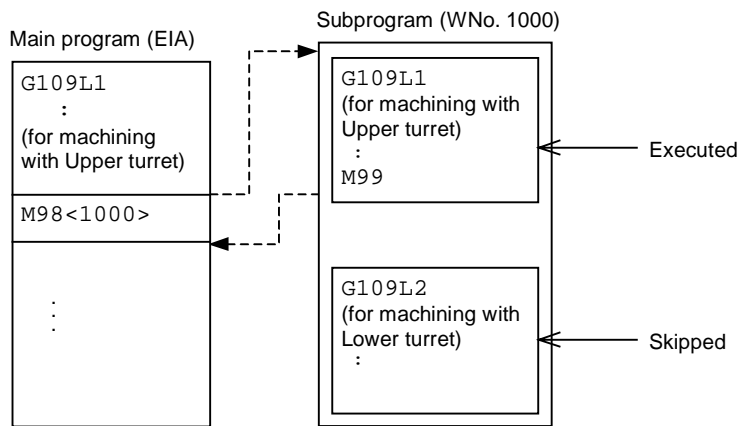 Main program (EIA)
G109L1
:
(for machining
with Upper turret)
M98<1000>
.
.
.
Subprogram (WNo. 1000)
G109L1
(for machining with
Upper turret)
:
M99
Executed
G109L2
(for machining with
Lower turret)
:
Skipped